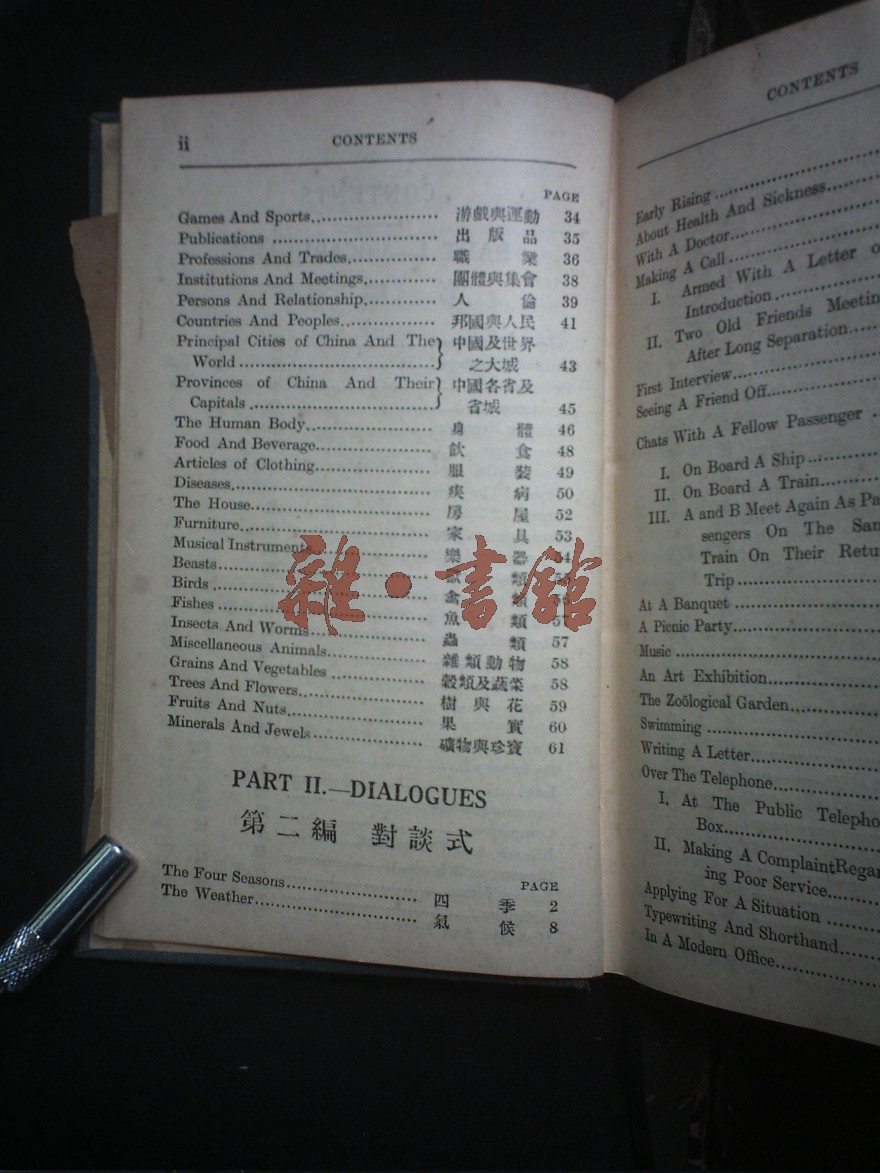 ii CONTENTS
PAGE
Games And Sports.................... 游戲與運動 34
Publications .................... 出版品 35
Professions And Trades.................... 職業 36
Institutions And Meetings.................... 團體與集會 38
Persons And Relationship.................... 人倫 39
Countries And Peoples.................... 邦國與人民 41
Principal Cities of China And The 中國及世界
World .................... 之大城 43
Provinces of China And Their 中國各省及
Capitals .................... 省城 45
The Human Body.................... 身體 46
Food And Beverage.................... 飲食 48
Articles of Clothing.................... 服裝 49
Diseases.................... 疾病 50
The House.................... 房屋 52
Furniture.................... 家具 53
Musical Instruments.................... 樂器 54
Beasts.................... 類
Birds .................... 禽類
Fishes .................... 魚類 57
Insects And Worms.................... 蟲類 57
Miscellaneous Animals.................... 雜類動物 58
Grains And Vegetables .................... 穀類及蔬菜 58
Trees And Flowers.................... 樹與花 59
Fruits And Nuts.................... 果實 60
Minerals And Jewels.................... 礦物與珍寶 61
PART II.—DIALOGUES
第二編 對談式
PAGE
The Four Seasons.................... 四季 2
The Weather.................... 氣候 8
雜·書館
CONTENTS
Early Rising ....................
About Health And Sickness....................
With A Doctor....................
Making A Call ....................
I. Armed With A Letter o
Introduction ....................
II. Two Old Friends Meetin
After Long Separation.....
First Interview....................
Seeing A Friend Off....................
Chats With A Fellow Passenger ..
I. On Board A Ship ..........
II. On Board A Train..........
III. A and B Meet Again As Pa
sengers On The Sam
Train On Their Retu
Trip ....................
At A Banquet ....................
A Picnic Party....................
Music ....................
An Art Exhibition....................
The Zoölogical Garden..........
Swimming ....................
Writing A Letter....................
Over The Telephone....................
I. At The Public Telepho
Box....................
II. Making A ComplaintRegar
ing Poor Service..........
Applying For A Situation ..........
Typewriting And Shorthand..........
In A Modern Office....................